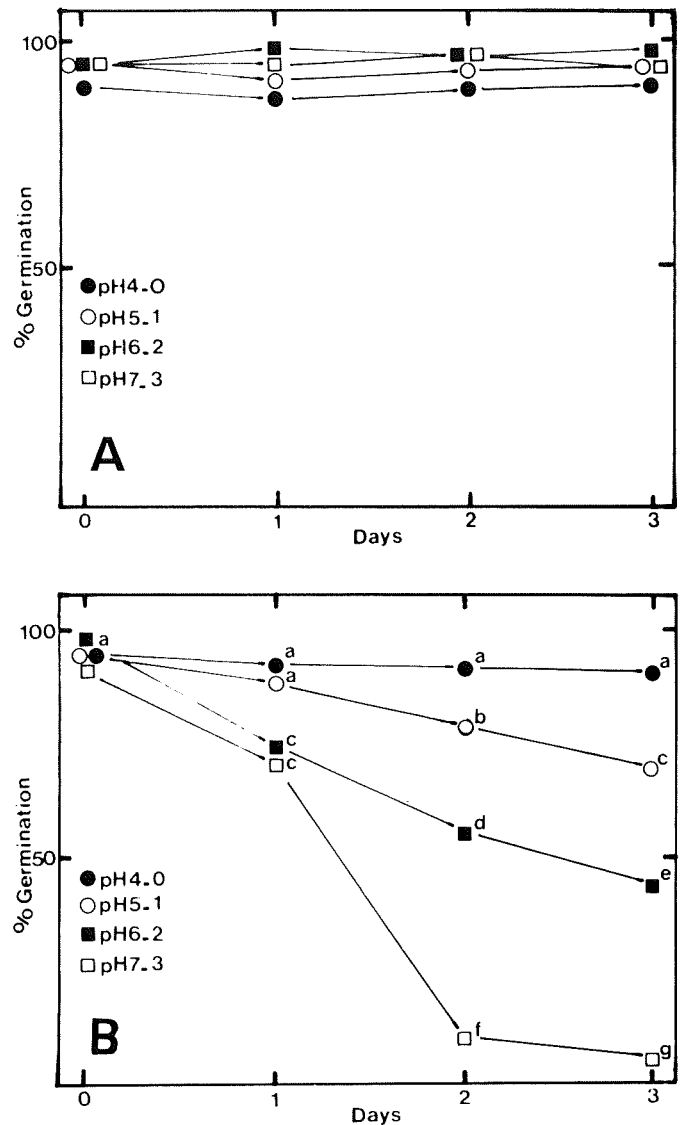 100
50
% Germination
pH4-0
pH5-1
pH6-2
pH7-3
A
0 1 2 3
Days
100
50
% Germination
a a a a
a b c
c d e
c f g
pH4-0
pH5-1
pH6-2
pH7-3
B
0 1 2 3
Days